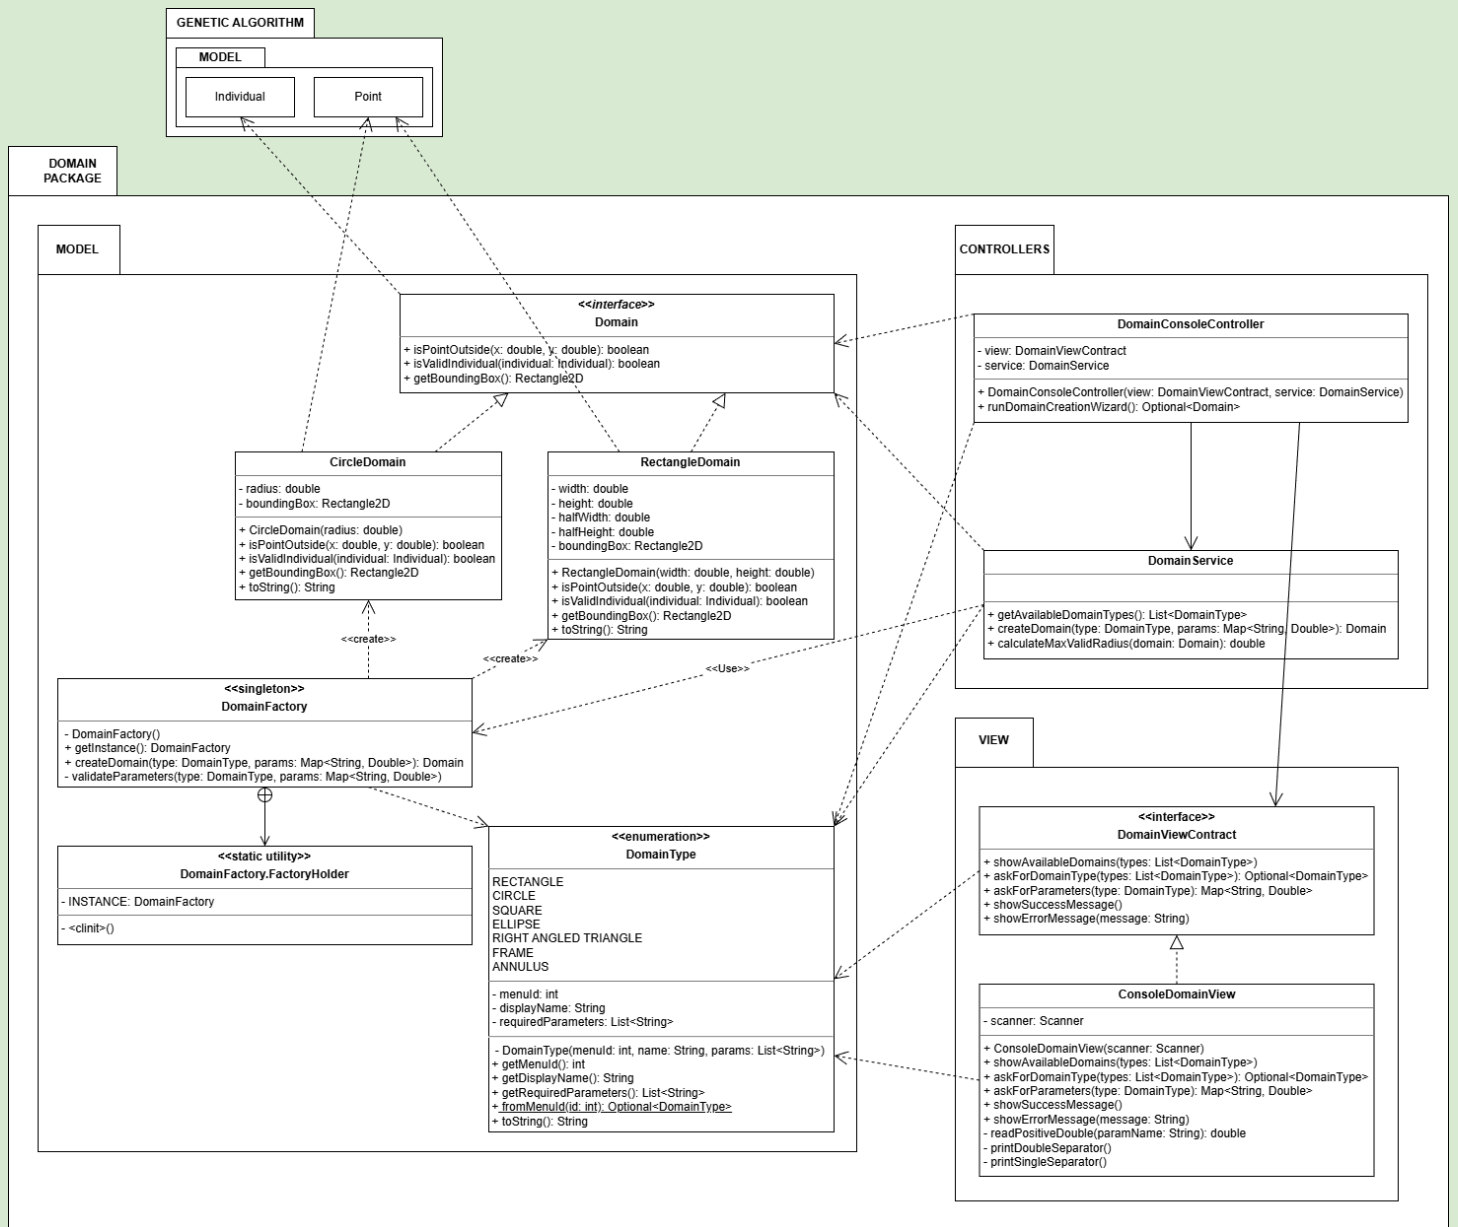 GENETIC ALGORITHM
MODEL
Individual
Point
DOMAIN
PACKAGE
MODEL
<<interface>>
Domain
+ isPointOutside(x: double, y: double): boolean
+ isValidIndividual(individual: Individual): boolean
+ getBoundingBox(): Rectangle2D
CircleDomain
- radius: double
- boundingBox: Rectangle2D
+ CircleDomain(radius: double)
+ isPointOutside(x: double, y: double): boolean
+ isValidIndividual(individual: Individual): boolean
+ getBoundingBox(): Rectangle2D
+ toString(): String
RectangleDomain
- width: double
- height: double
- halfWidth: double
- halfHeight: double
- boundingBox: Rectangle2D
+ RectangleDomain(width: double, height: double)
+ isPointOutside(x: double, y: double): boolean
+ isValidIndividual(individual: Individual): boolean
+ getBoundingBox(): Rectangle2D
+ toString(): String
<<create>>
<<create>>
<<Use>>
<<singleton>>
DomainFactory
- DomainFactory()
+ getInstance(): DomainFactory
+ createDomain(type: DomainType, params: Map<String, Double>): Domain
- validateParameters(type: DomainType, params: Map<String, Double>)
<<static utility>>
DomainFactory.FactoryHolder
- INSTANCE: DomainFactory
- <clinit>()
<<enumeration>>
DomainType
RECTANGLE
CIRCLE
SQUARE
ELLIPSE
RIGHT ANGLED TRIANGLE
FRAME
ANNULUS
- menuId: int
- displayName: String
- requiredParameters: List<String>
- DomainType(menuId: int, name: String, params: List<String>)
+ getMenuId(): int
+ getDisplayName(): String
+ getRequiredParameters(): List<String>
+ fromMenuId(id: int): Optional<DomainType>
+ toString(): String
CONTROLLERS
DomainConsoleController
- view: DomainViewContract
- service: DomainService
+ DomainConsoleController(view: DomainViewContract, service: DomainService)
+ runDomainCreationWizard(): Optional<Domain>
DomainService
+ getAvailableDomainTypes(): List<DomainType>
+ createDomain(type: DomainType, params: Map<String, Double>): Domain
+ calculateMaxValidRadius(domain: Domain): double
VIEW
<<interface>>
DomainViewContract
+ showAvailableDomains(types: List<DomainType>)
+ askForDomainType(types: List<DomainType>): Optional<DomainType>
+ askForParameters(type: DomainType): Map<String, Double>
+ showSuccessMessage()
+ showErrorMessage(message: String)
ConsoleDomainView
- scanner: Scanner
+ ConsoleDomainView(scanner: Scanner)
+ showAvailableDomains(types: List<DomainType>)
+ askForDomainType(types: List<DomainType>): Optional<DomainType>
+ askForParameters(type: DomainType): Map<String, Double>
+ showSuccessMessage()
+ showErrorMessage(message: String)
- readPositiveDouble(paramName: String): double
- printDoubleSeparator()
- printSingleSeparator()